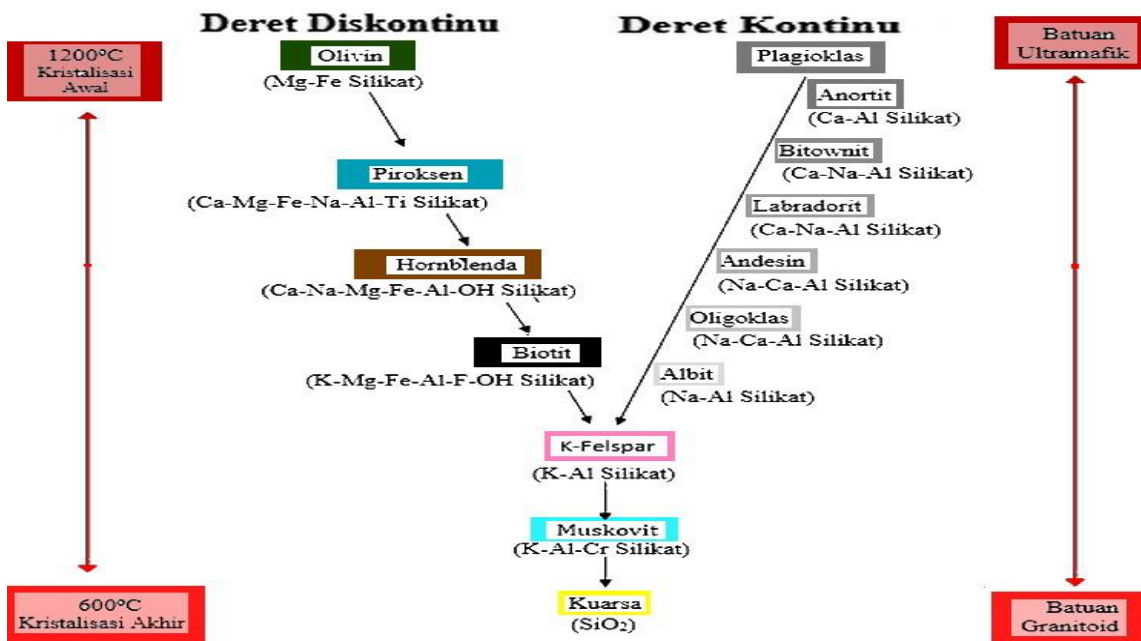 Deret Diskontinu
Deret Kontinu
1200°C
Kristalisasi
Awal
Olivin
(Mg-Fe Silikat)
Piroksen
(Ca-Mg-Fe-Na-Al-Ti Silikat)
Hornblenda
(Ca-Na-Mg-Fe-Al-OH Silikat)
Biotit
(K-Mg-Fe-Al-F-OH Silikat)
Plagioklas
Anortit
(Ca-Al Silikat)
Bitownit
(Ca-Na-Al Silikat)
Labradorit
(Ca-Na-Al Silikat)
Andesin
(Na-Ca-Al Silikat)
Oligoklas
(Na-Ca-Al Silikat)
Albit
(Na-Al Silikat)
K-Felspar
(K-Al Silikat)
Muskovit
(K-Al-Cr Silikat)
Kuarsa
(SiO₂)
600°C
Kristalisasi Akhir
Batuan
Ultramafik
Batuan
Granitoid